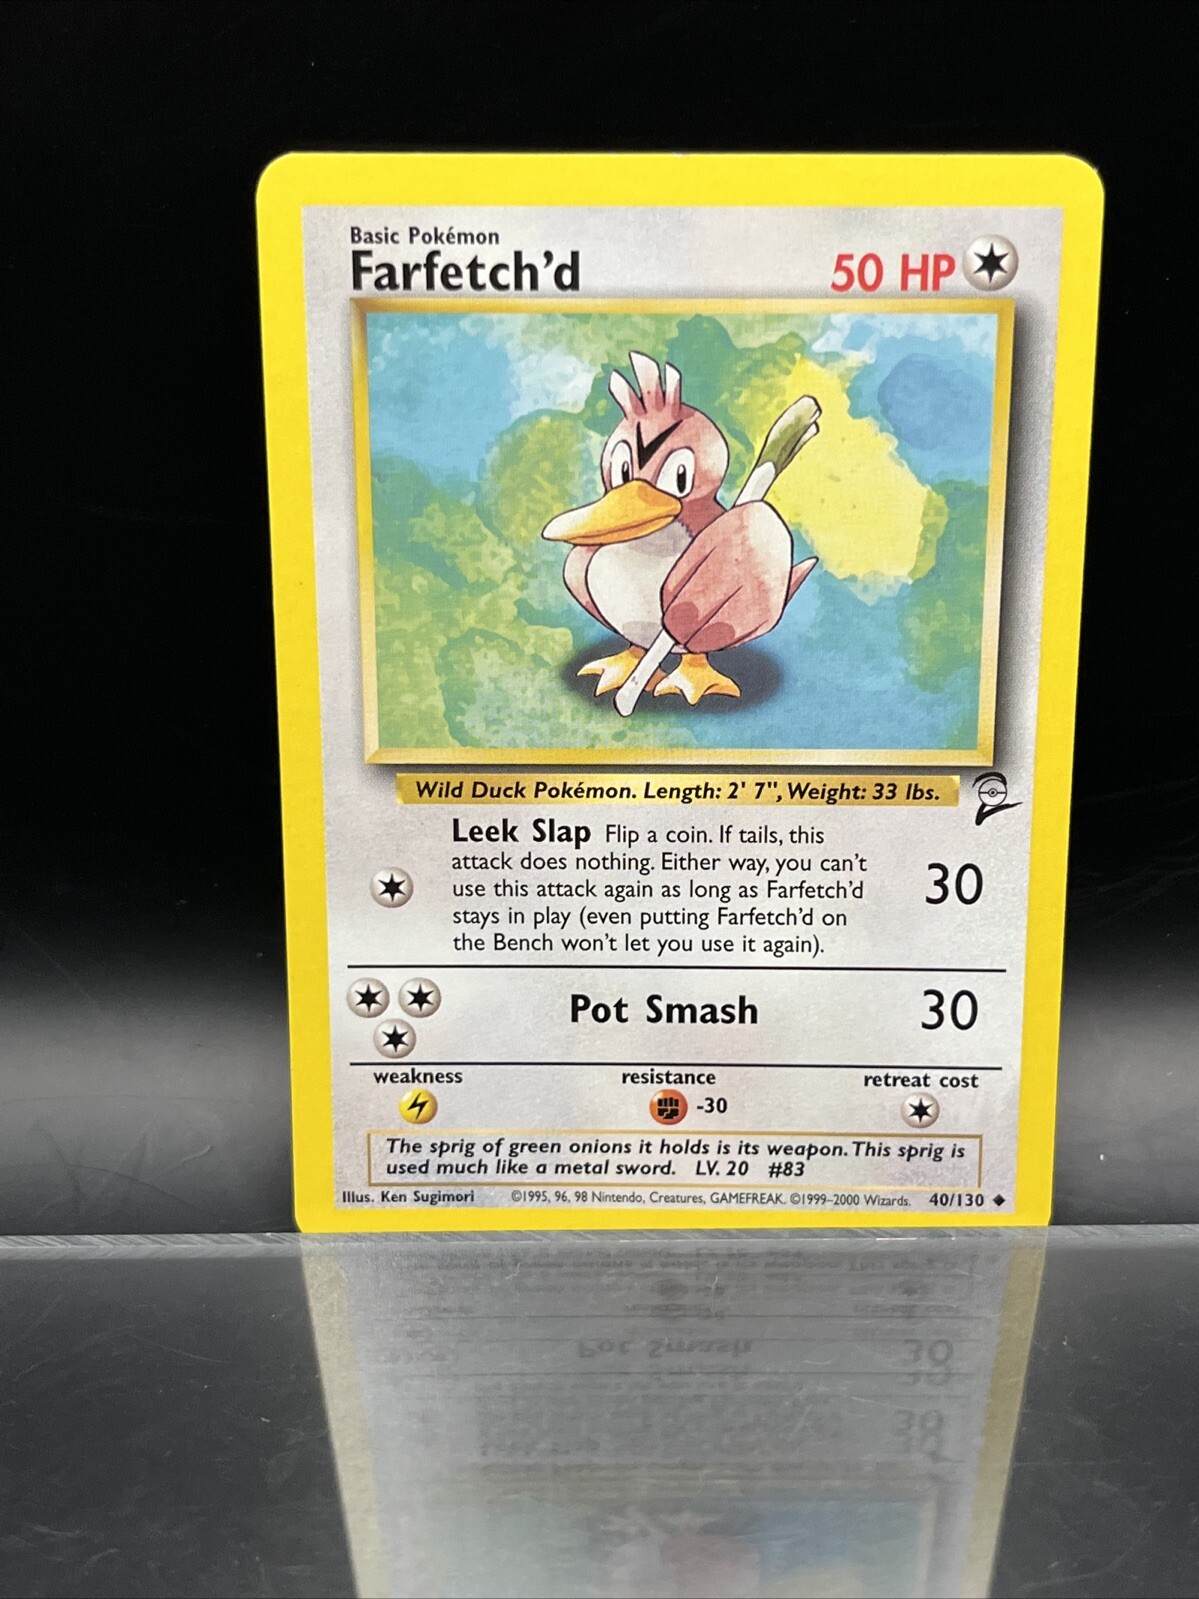 Basic Pokémon
Farfetch'd
50 HP
Wild Duck Pokémon. Length: 2' 7", Weight: 33 lbs.
Leek Slap Flip a coin. If tails, this
attack does nothing. Either way, you can't
use this attack again as long as Farfetch'd
stays in play (even putting Farfetch'd on
the Bench won't let you use it again).
30
Pot Smash 30
weakness resistance retreat cost
-30
The sprig of green onions it holds is its weapon. This sprig is
used much like a metal sword. LV. 20 #83
Illus. Ken Sugimori ©1995, 96, 98 Nintendo, Creatures, GAMEFREAK. ©1999–2000 Wizards. 40/130